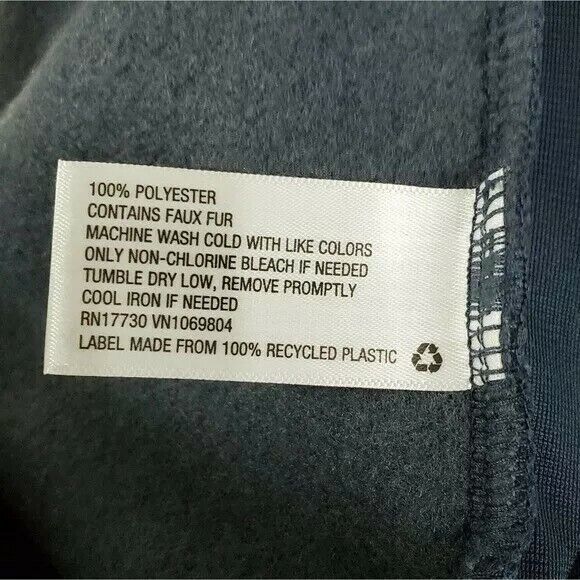 100% POLYESTER
CONTAINS FAUX FUR
MACHINE WASH COLD WITH LIKE COLORS
ONLY NON-CHLORINE BLEACH IF NEEDED
TUMBLE DRY LOW, REMOVE PROMPTLY
COOL IRON IF NEEDED
RN17730 VN1069804
LABEL MADE FROM 100% RECYCLED PLASTIC